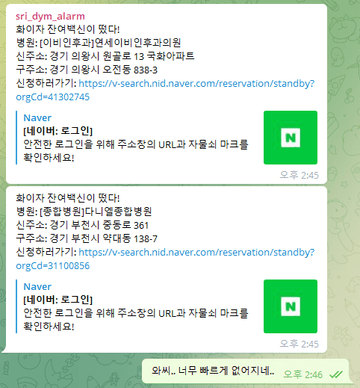 sri_dym_alarm
화이자 잔여백신이 떴다!
병원: [이비인후과]연세이비인후과의원
신주소: 경기 의왕시 원골로 13 국화아파트
구주소: 경기 의왕시 오전동 838-3
신청하러가기: https://v-search.nid.naver.com/reservation/standby?
orgCd=41302745
Naver
[네이버: 로그인]
안전한 로그인을 위해 주소창의 URL과 자물쇠 마크를
확인하세요!
N
오후 2:45
화이자 잔여백신이 떴다!
병원: [종합병원]다니엘종합병원
신주소: 경기 부천시 중동로 361
구주소: 경기 부천시 약대동 138-7
신청하러가기: https://v-search.nid.naver.com/reservation/standby?
orgCd=31100856
Naver
[네이버: 로그인]
안전한 로그인을 위해 주소창의 URL과 자물쇠 마크를
확인하세요!
N
오후 2:45
와씨.. 너무 빠르게 없어지네.. 오후 2:46